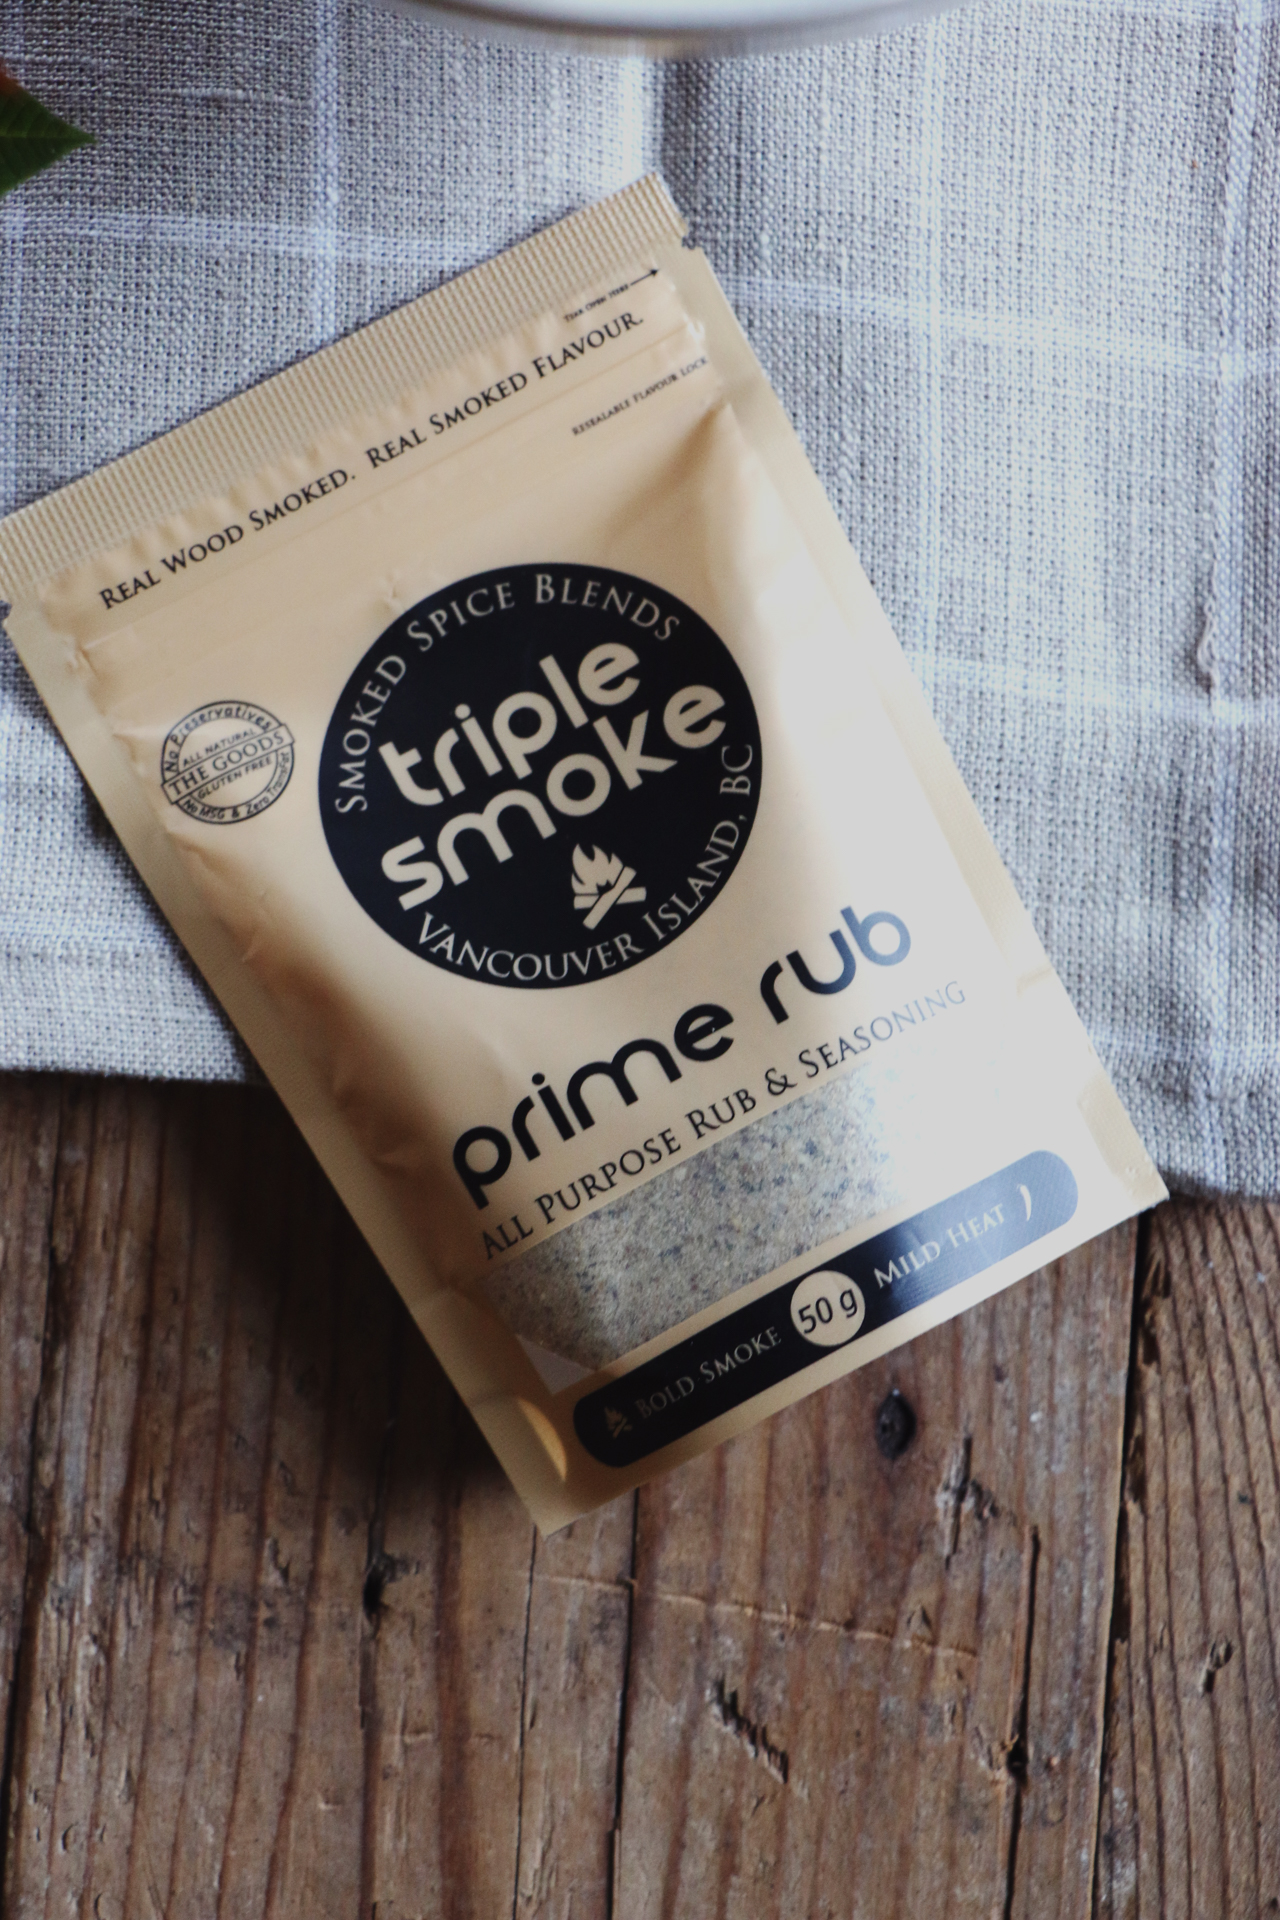 Tear Open Here
Real Wood Smoked. Real Smoked Flavour.
Resealable Flavour Lock
Smoked Spice Blends
triple
smoke
Vancouver Island, BC
No Preservatives
ALL NATURAL
THE GOODS
GLUTEN FREE
No MSG & Zero Transfat
prime rub
All Purpose Rub & Seasoning
Bold Smoke 50 g Mild Heat